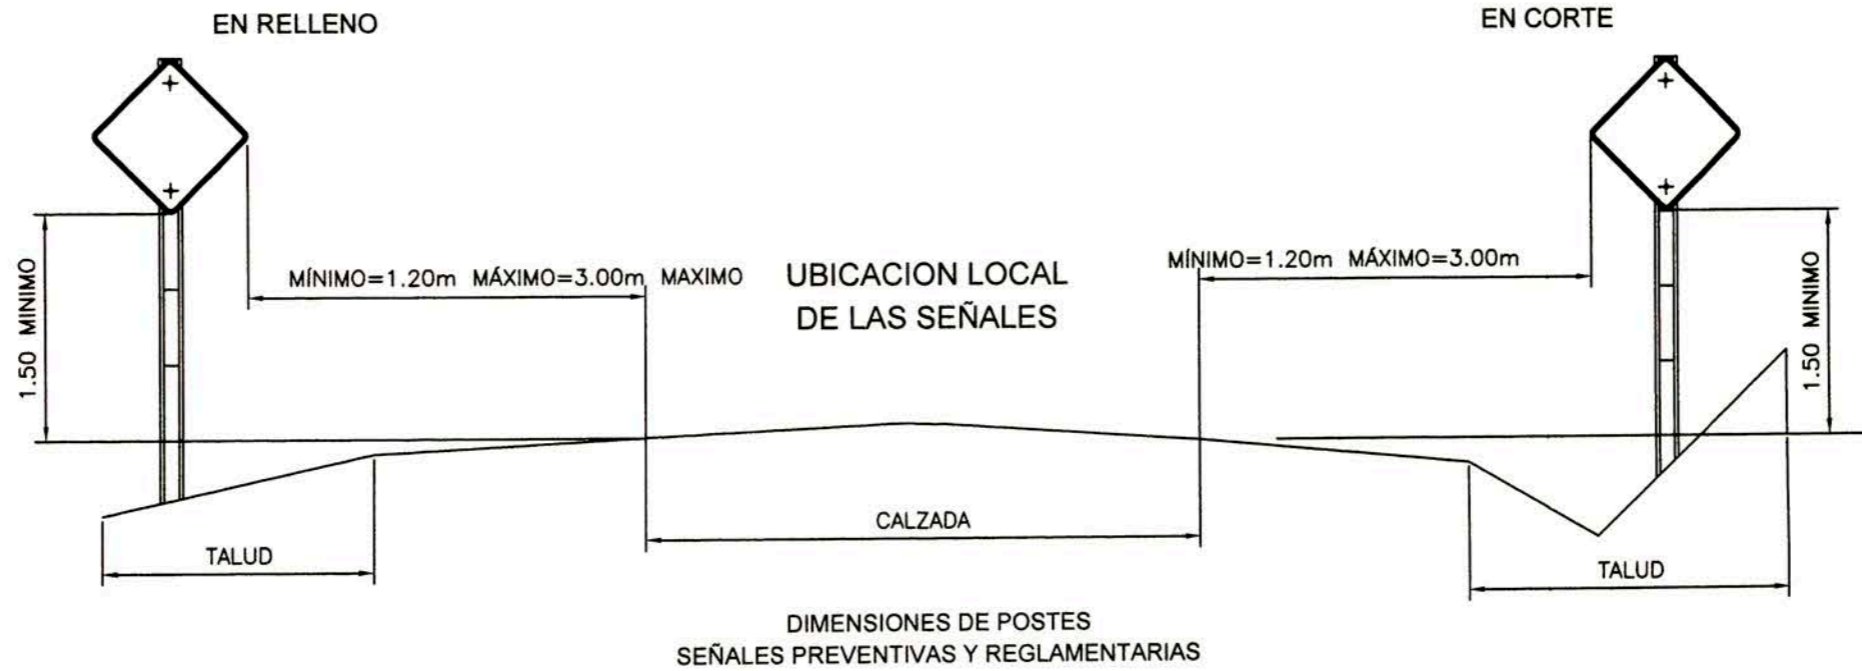 EN RELLENO
EN CORTE
MÍNIMO=1.20m MÁXIMO=3.00m MAXIMO
UBICACION LOCAL
DE LAS SEÑALES
MÍNIMO=1.20m MÁXIMO=3.00m
1.50 MINIMO
1.50 MINIMO
CALZADA
TALUD
TALUD
DIMENSIONES DE POSTES
SEÑALES PREVENTIVAS Y REGLAMENTARIAS